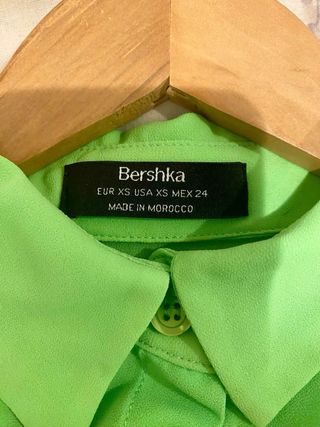 Bershka
EUR XS USA XS MEX 24
MADE IN MOROCCO